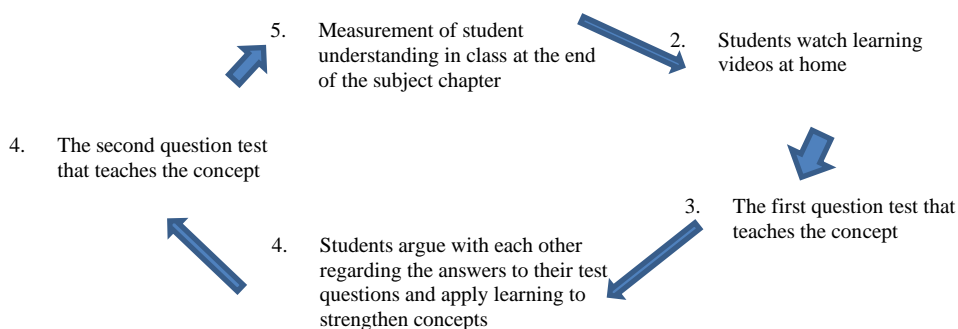 5. Measurement of student
understanding in class at the end
of the subject chapter
2. Students watch learning
videos at home
4. The second question test
that teaches the concept
3. The first question test that
teaches the concept
4. Students argue with each other
regarding the answers to their test
questions and apply learning to
strengthen concepts